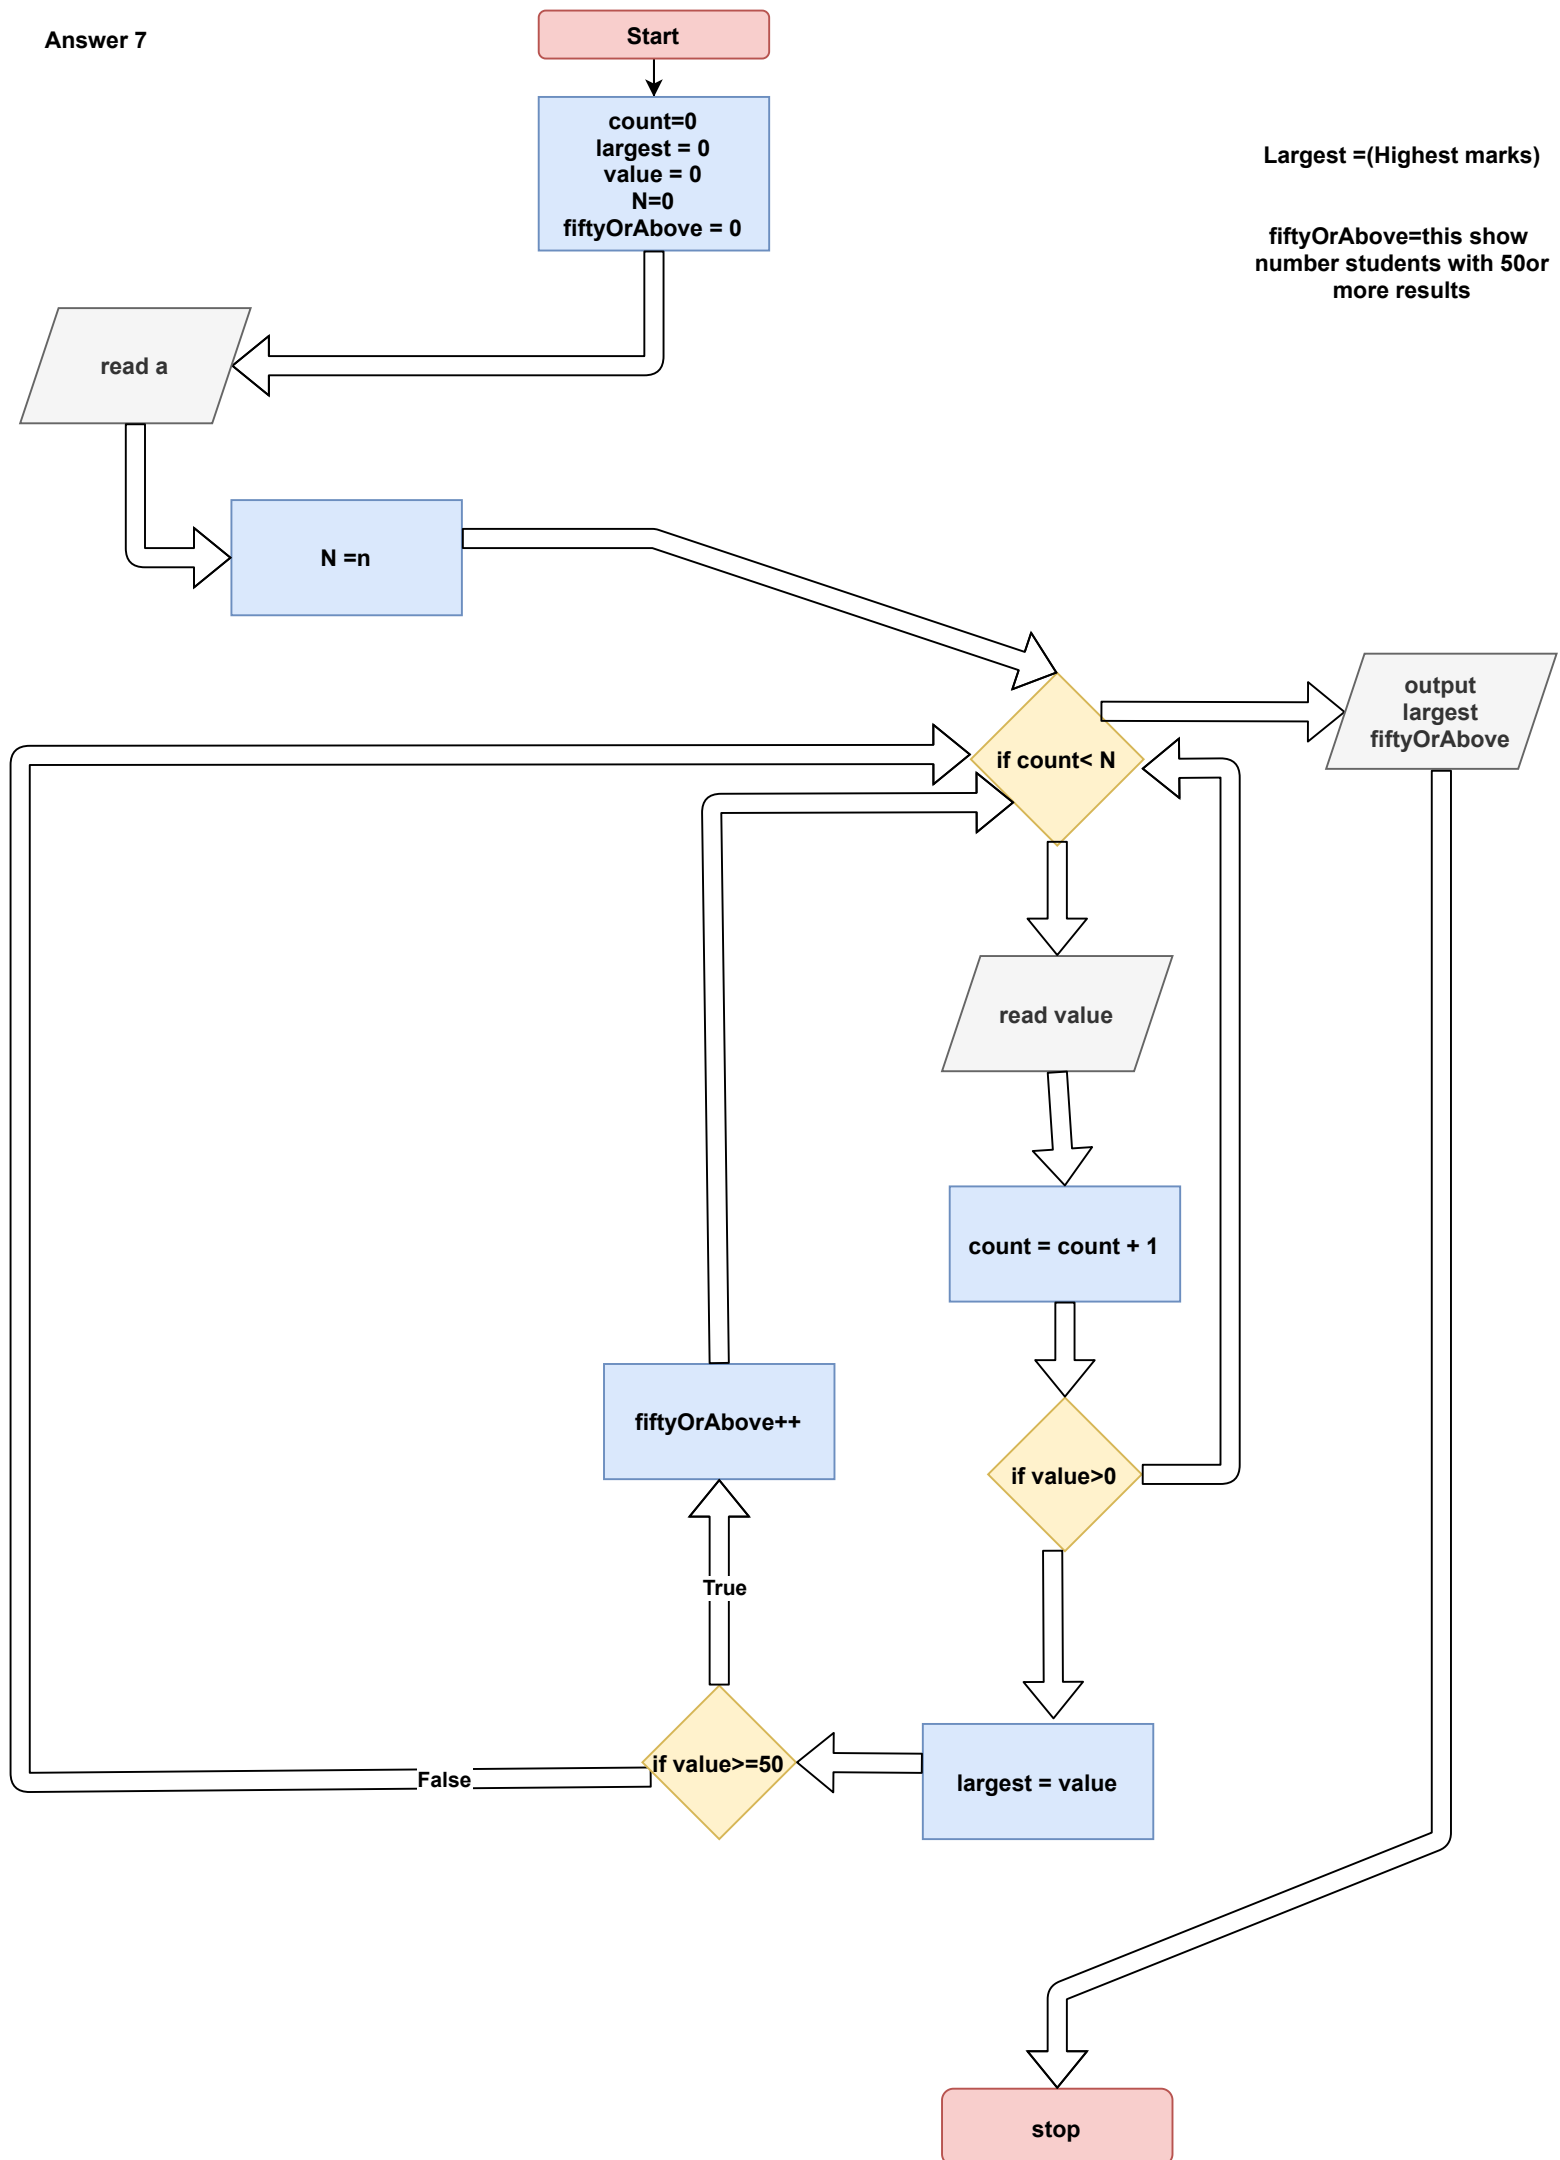 Answer 7
Start
count=0
largest = 0
value = 0
N=0
fiftyOrAbove = 0
Largest =(Highest marks)
fiftyOrAbove=this show
number students with 50or
more results
read a
N =n
output
largest
fiftyOrAbove
if count< N
read value
count = count + 1
fiftyOrAbove++
if value>0
True
if value>=50
False
largest = value
stop